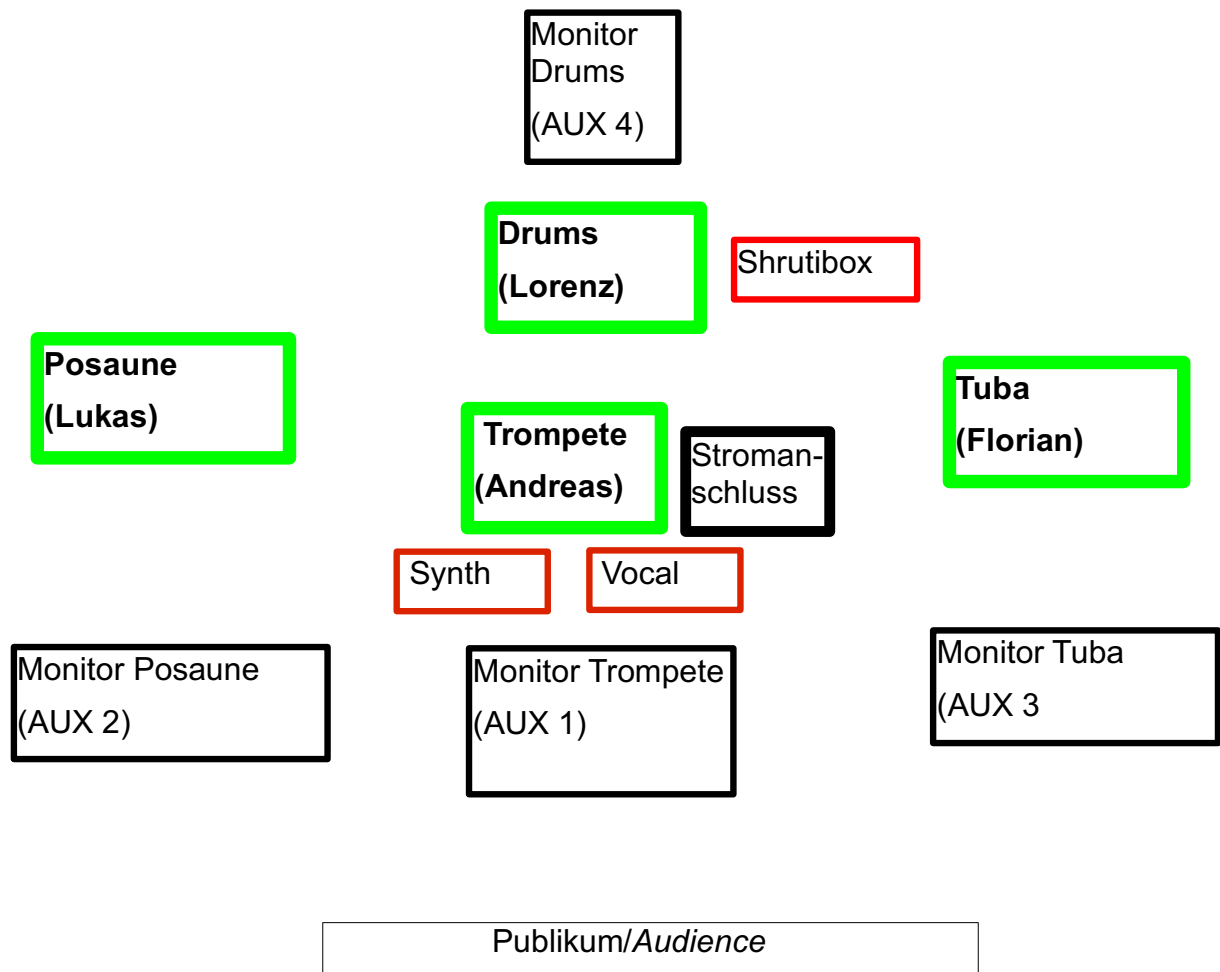 Monitor
Drums
(AUX 4)
Drums
(Lorenz)
Shrutibox
Posaune
(Lukas)
Tuba
(Florian)
Trompete
(Andreas)
Stroman-
schluss
Synth
Vocal
Monitor Posaune
(AUX 2)
Monitor Trompete
(AUX 1)
Monitor Tuba
(AUX 3
Publikum/Audience